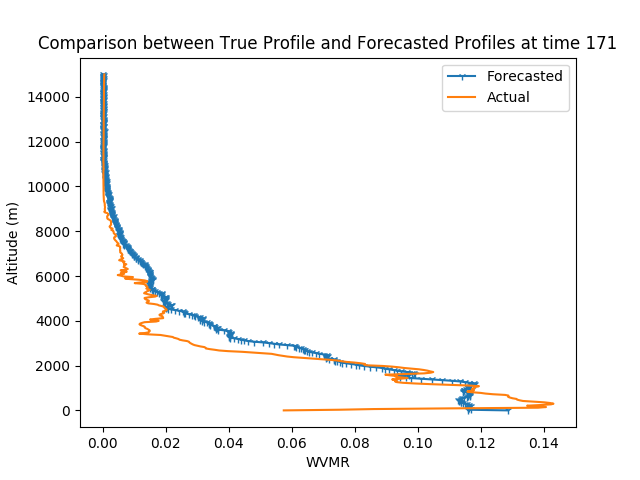 Comparison between True Profile and Forecasted Profiles at time 171
Forecasted
Actual
14000
12000
10000
8000
6000
4000
2000
0
Altitude (m)
0.00 0.02 0.04 0.06 0.08 0.10 0.12 0.14
WVMR